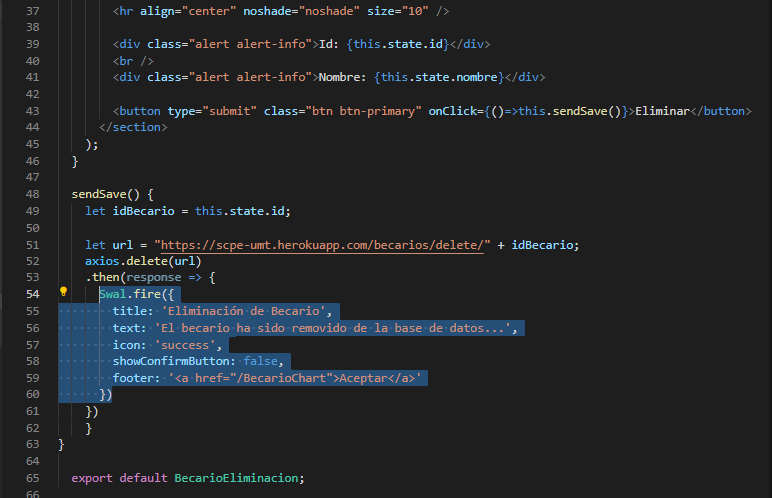 37 <hr align="center" noshade="noshade" size="10" />
38
39 <div class="alert alert-info">Id: {this.state.id}</div>
40 <br />
41 <div class="alert alert-info">Nombre: {this.state.nombre}</div>
42
43 <button type="submit" class="btn btn-primary" onClick={()=>this.sendSave()}>Eliminar</button>
44 </section>
45 );
46 }
47
48 sendSave() {
49 let idBecario = this.state.id;
50
51 let url = "https://scpe-umt.herokuapp.com/becarios/delete/" + idBecario;
52 axios.delete(url)
53 .then(response => {
54 Swal.fire({
55 title: 'Eliminación de Becario',
56 text: 'El becario ha sido removido de la base de datos...',
57 icon: 'success',
58 showConfirmButton: false,
59 footer: '<a href="/BecarioChart">Aceptar</a>'
60 })
61 })
62 }
63 }
64
65 export default BecarioEliminacion;
66